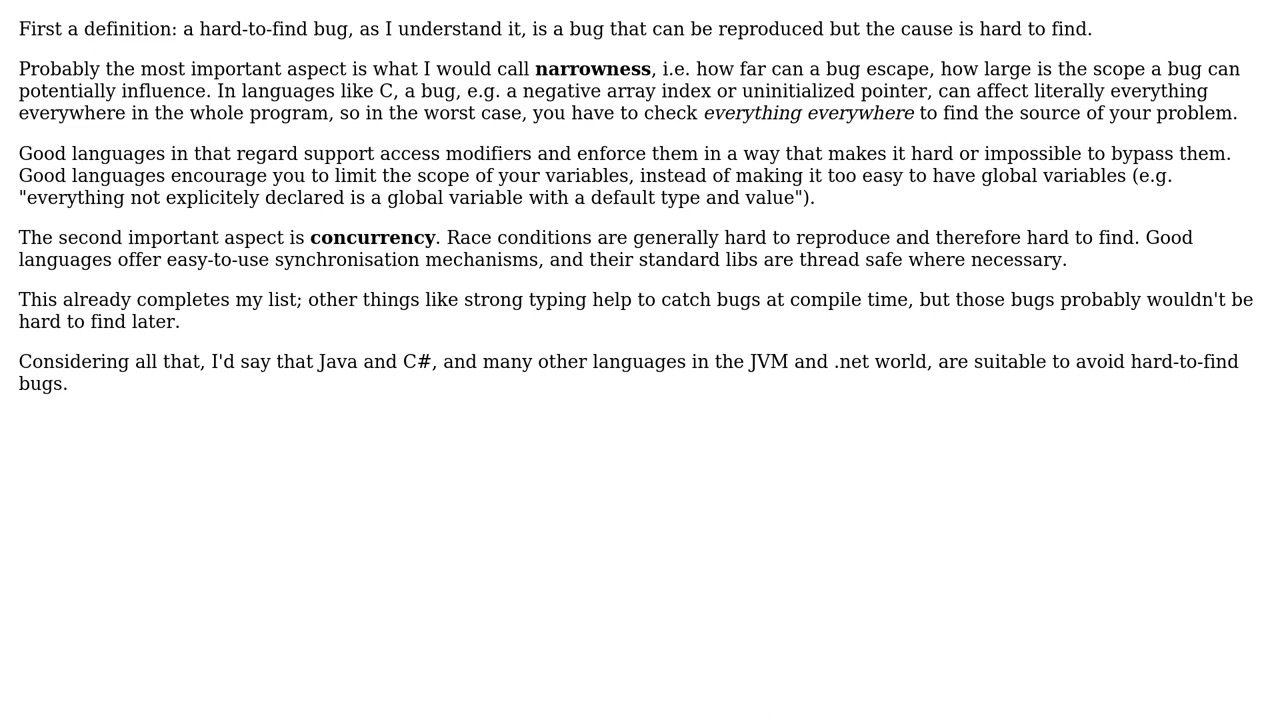 First a definition: a hard-to-find bug, as I understand it, is a bug that can be reproduced but the cause is hard to find.
Probably the most important aspect is what I would call narrowness, i.e. how far can a bug escape, how large is the scope a bug can
potentially influence. In languages like C, a bug, e.g. a negative array index or uninitialized pointer, can affect literally everything
everywhere in the whole program, so in the worst case, you have to check everything everywhere to find the source of your problem.
Good languages in that regard support access modifiers and enforce them in a way that makes it hard or impossible to bypass them.
Good languages encourage you to limit the scope of your variables, instead of making it too easy to have global variables (e.g.
"everything not explicitely declared is a global variable with a default type and value").
The second important aspect is concurrency. Race conditions are generally hard to reproduce and therefore hard to find. Good
languages offer easy-to-use synchronisation mechanisms, and their standard libs are thread safe where necessary.
This already completes my list; other things like strong typing help to catch bugs at compile time, but those bugs probably wouldn't be
hard to find later.
Considering all that, I'd say that Java and C#, and many other languages in the JVM and .net world, are suitable to avoid hard-to-find
bugs.